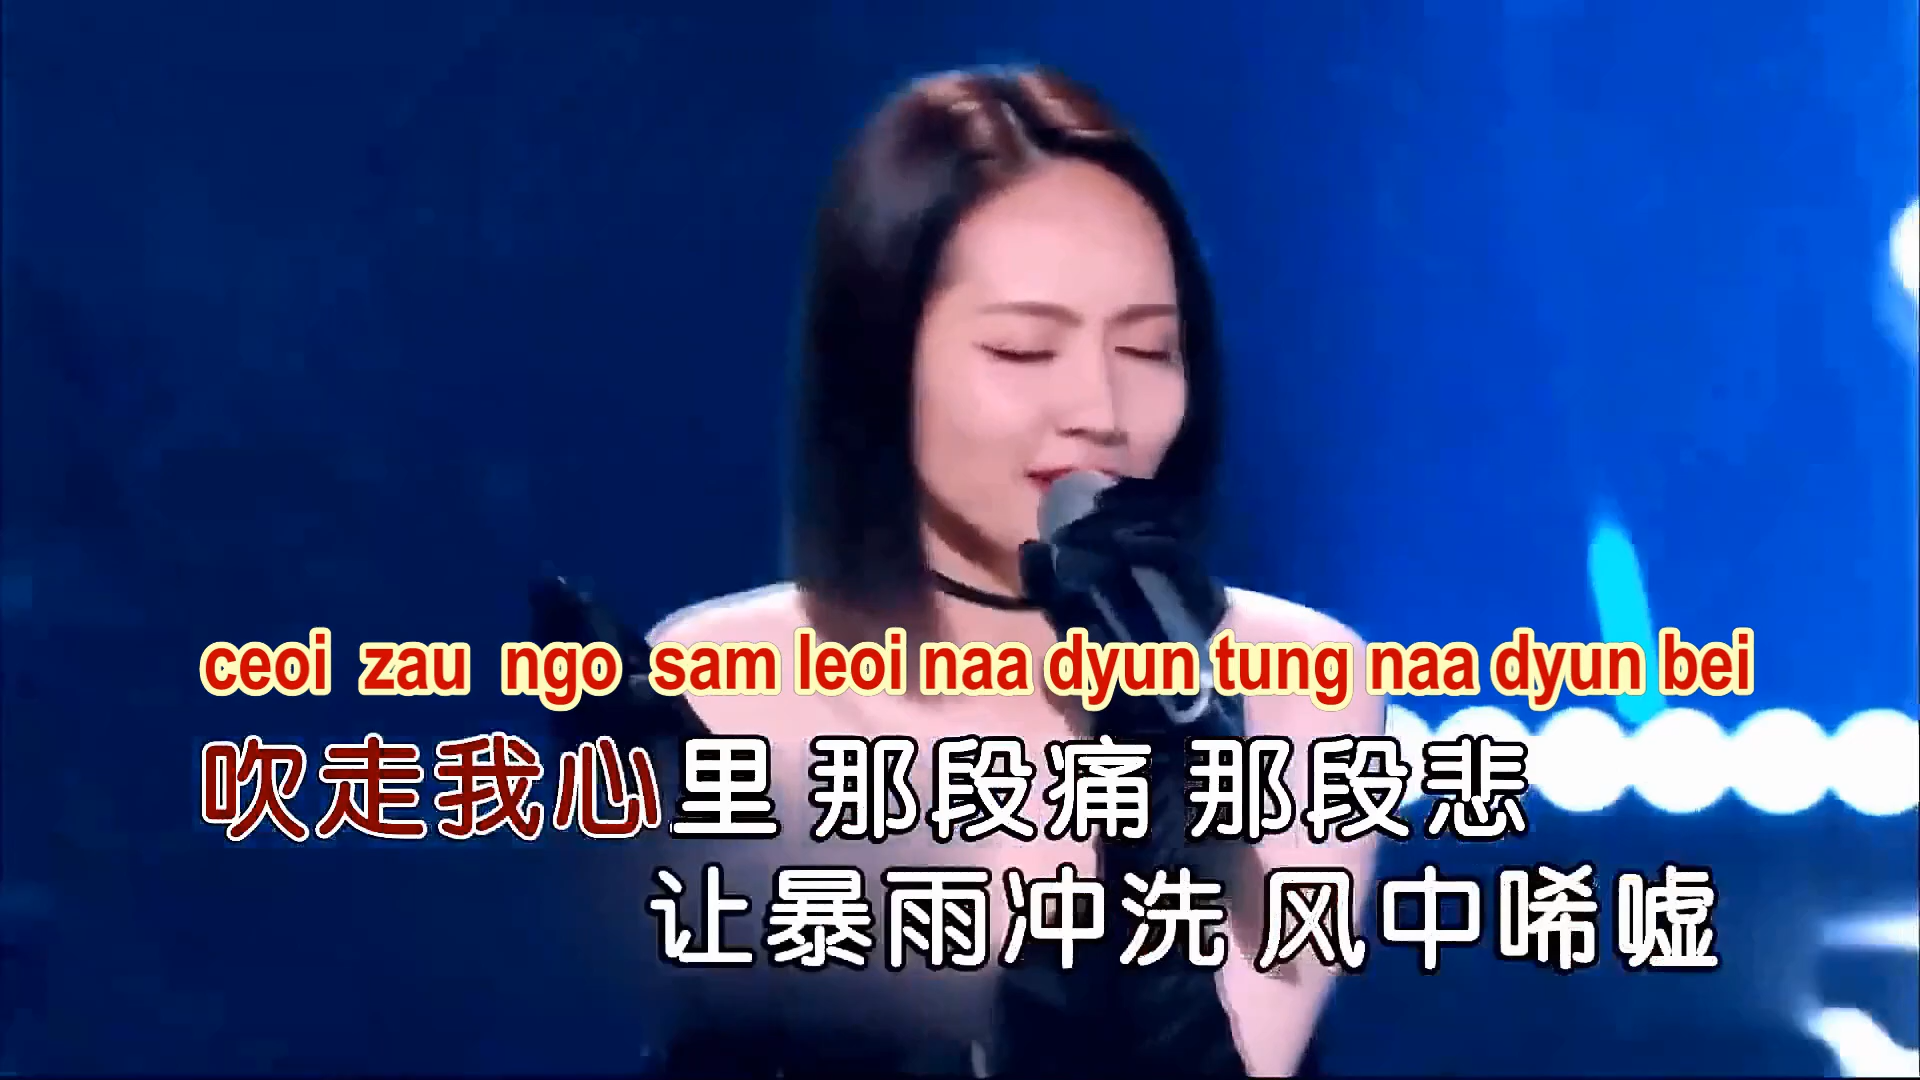 ceoi zau ngo sam leoi naa dyun tung naa dyun bei
吹走我心里 那段痛 那段悲
让暴雨冲洗 风中唏嘘